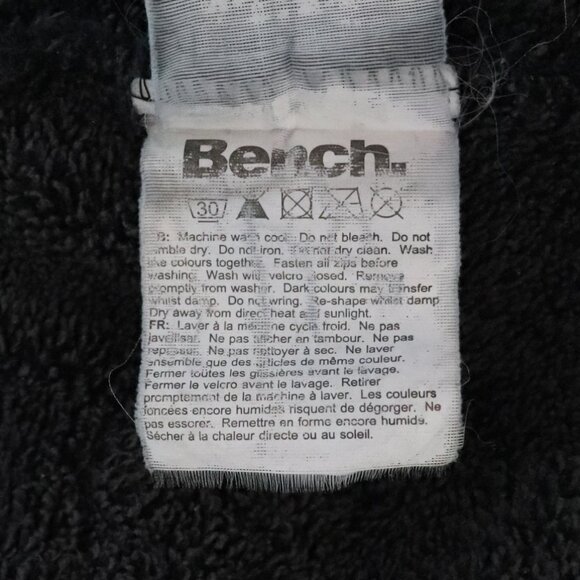 Bench.
30
GB: Machine wash cool. Do not bleach. Do not
tumble dry. Do not iron. Do not dry clean. Wash
like colours together. Fasten all zips before
washing. Wash with velcro closed. Remove
promptly from washer. Dark colours may transfer
whilst damp. Do not wring. Re-shape whilst damp
Dry away from direct heat and sunlight.
FR: Laver à la machine cycle froid. Ne pas
javelliser. Ne pas sécher en tambour. Ne pas
repasser. Ne pas nettoyer à sec. Ne laver
ensemble que des articles de même couleur.
Fermer toutes les glissières avant le lavage.
Fermer le velcro avant le lavage. Retirer
promptement de la machine à laver. Les couleurs
foncées encore humides risquent de dégorger. Ne
pas essorer. Remettre en forme encore humide.
Sécher à la chaleur directe ou au soleil.